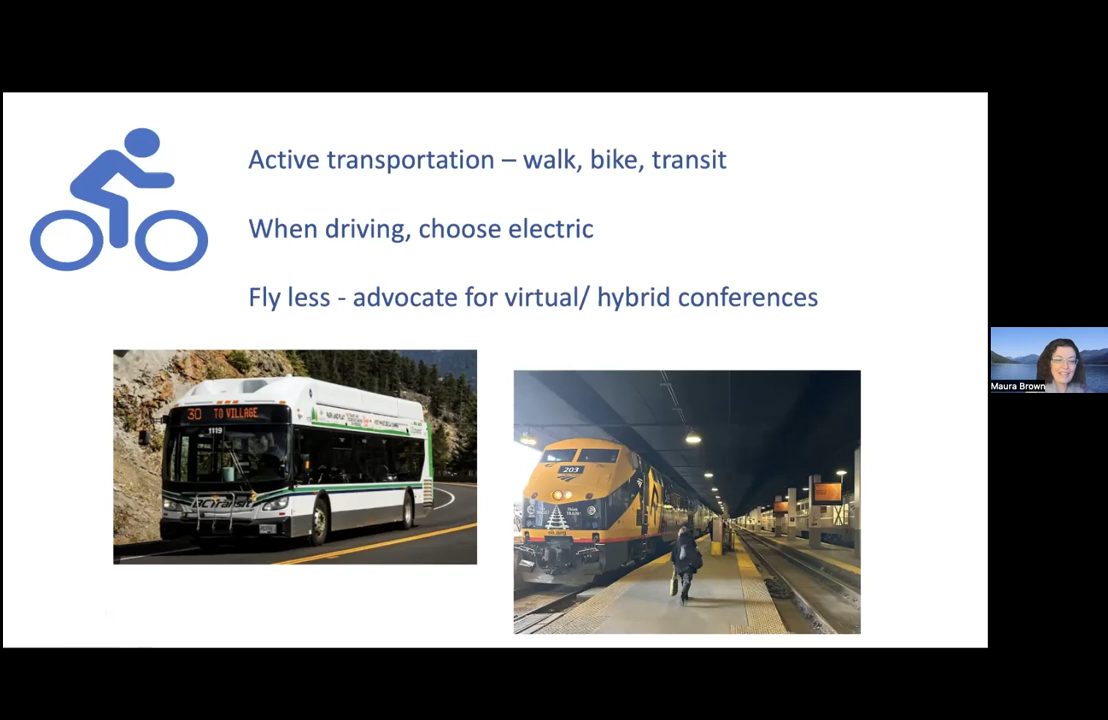 Active transportation – walk, bike, transit
When driving, choose electric
Fly less - advocate for virtual/ hybrid conferences
30 TO VILLAGE
1119
BCTransit
203
Maura Brown